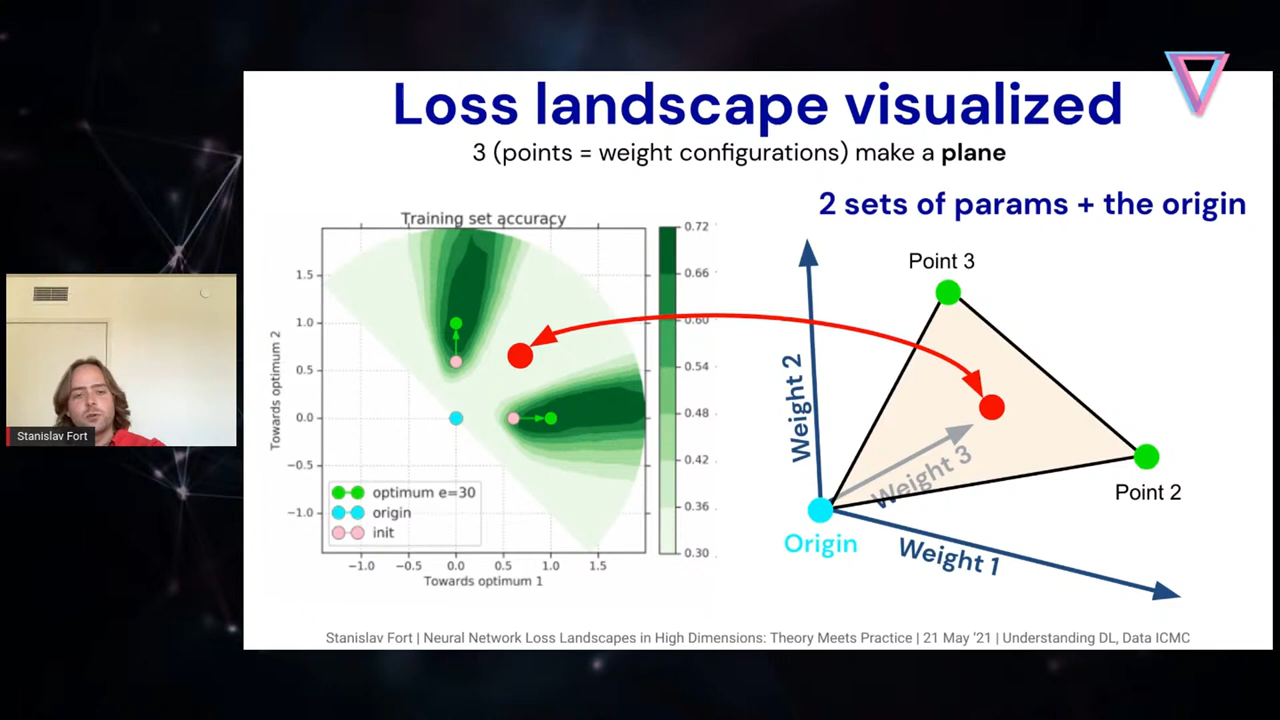 Loss landscape visualized
3 (points = weight configurations) make a plane
2 sets of params + the origin
Training set accuracy
Towards optimum 2
1.5
1.0
0.5
0.0
−0.5
−1.0
−1.0 −0.5 0.0 0.5 1.0 1.5
Towards optimum 1
optimum e=30
origin
init
0.72
0.66
0.60
0.54
0.48
0.42
0.36
0.30
Point 3
Weight 2
Weight 3
Point 2
Origin
Weight 1
Stanislav Fort
Stanislav Fort | Neural Network Loss Landscapes in High Dimensions: Theory Meets Practice | 21 May '21 | Understanding DL, Data ICMC